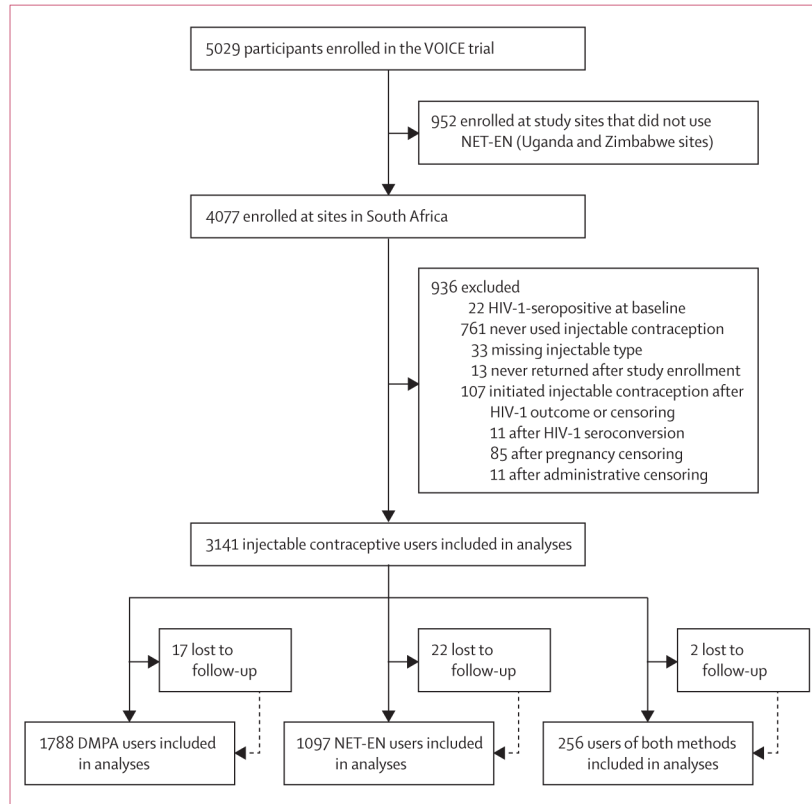 5029 participants enrolled in the VOICE trial
952 enrolled at study sites that did not use
NET-EN (Uganda and Zimbabwe sites)
4077 enrolled at sites in South Africa
936 excluded
22 HIV-1-seropositive at baseline
761 never used injectable contraception
33 missing injectable type
13 never returned after study enrollment
107 initiated injectable contraception after
HIV-1 outcome or censoring
11 after HIV-1 seroconversion
85 after pregnancy censoring
11 after administrative censoring
3141 injectable contraceptive users included in analyses
17 lost to
follow-up
22 lost to
follow-up
2 lost to
follow-up
1788 DMPA users included
in analyses
1097 NET-EN users included
in analyses
256 users of both methods
included in analyses